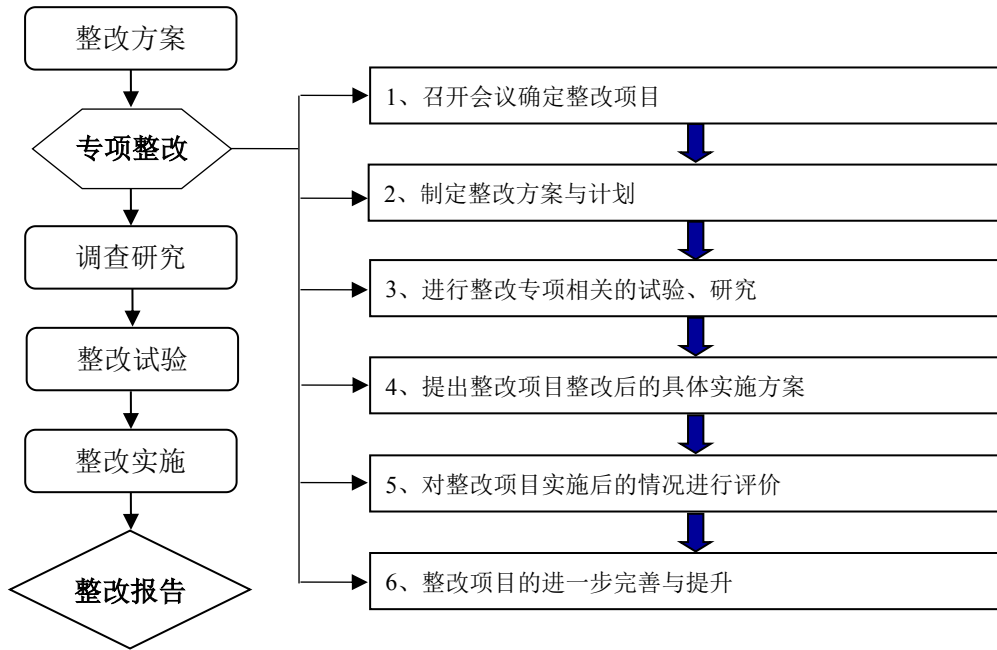 整改方案
专项整改
调查研究
整改试验
整改实施
整改报告
1、召开会议确定整改项目
2、制定整改方案与计划
3、进行整改专项相关的试验、研究
4、提出整改项目整改后的具体实施方案
5、对整改项目实施后的情况进行评价
6、整改项目的进一步完善与提升